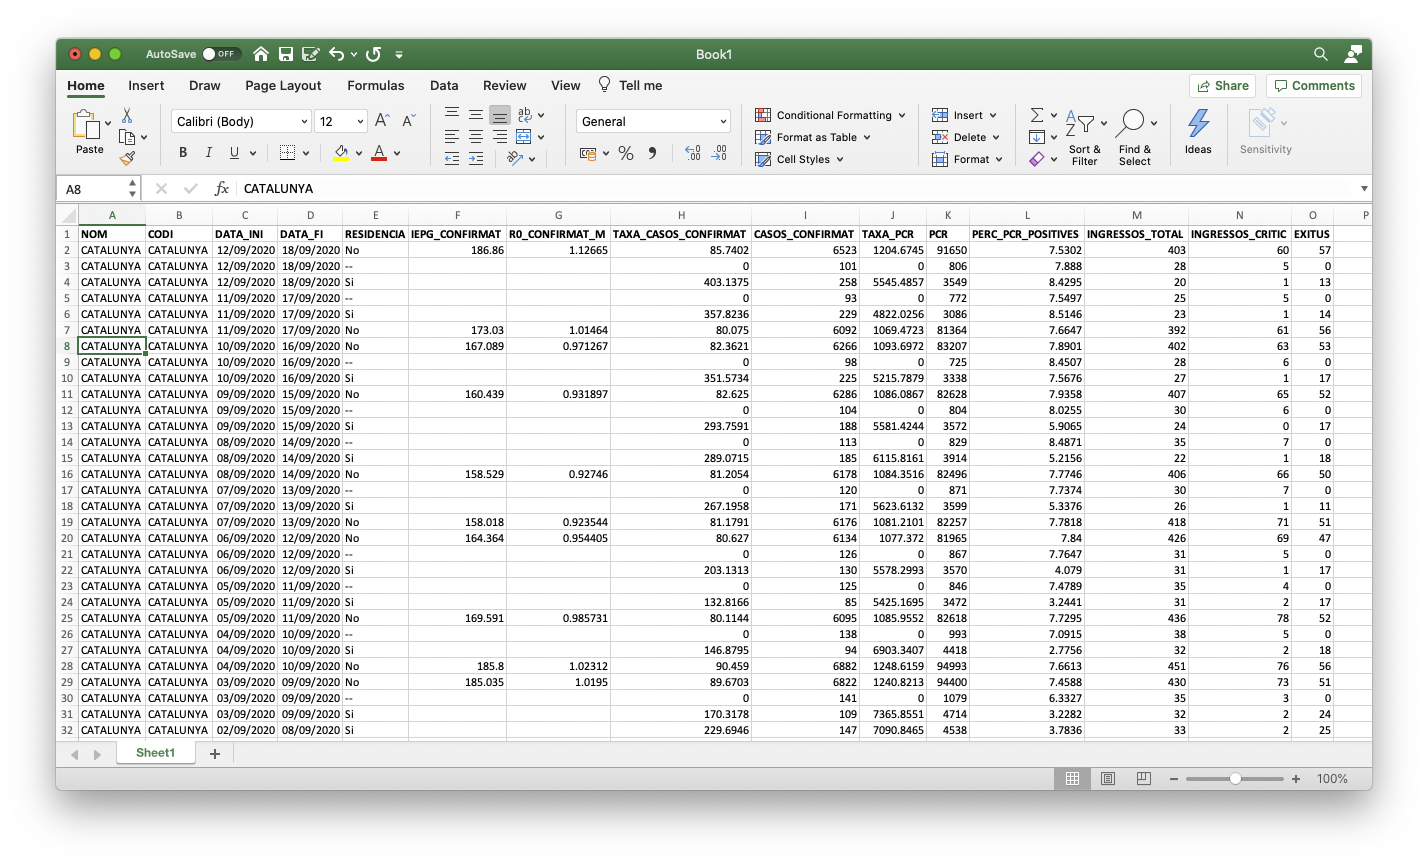 AutoSave OFF Book1
Home Insert Draw Page Layout Formulas Data Review View Tell me Share Comments
Paste Calibri (Body) 12 A A ab General Conditional Formatting Insert Sort & Filter Find & Select Ideas Sensitivity
B I U A % Format as Table Delete
Cell Styles Format
A8 fx CATALUNYA
A B C D E F G H I J K L M N O P
1 NOM CODI DATA_INI DATA_FI RESIDENCIA IEPG_CONFIRMAT R0_CONFIRMAT_M TAXA_CASOS_CONFIRMAT CASOS_CONFIRMAT TAXA_PCR PCR PERC_PCR_POSITIVES INGRESSOS_TOTAL INGRESSOS_CRITIC EXITUS
2 CATALUNYA CATALUNYA 12/09/2020 18/09/2020 No 186.86 1.12665 85.7402 6523 1204.6745 91650 7.5302 403 60 57
3 CATALUNYA CATALUNYA 12/09/2020 18/09/2020 -- 0 101 0 806 7.888 28 5 0
4 CATALUNYA CATALUNYA 12/09/2020 18/09/2020 Si 403.1375 258 5545.4857 3549 8.4295 20 1 13
5 CATALUNYA CATALUNYA 11/09/2020 17/09/2020 -- 0 93 0 772 7.5497 25 5 0
6 CATALUNYA CATALUNYA 11/09/2020 17/09/2020 Si 357.8236 229 4822.0256 3086 8.5146 23 1 14
7 CATALUNYA CATALUNYA 11/09/2020 17/09/2020 No 173.03 1.01464 80.075 6092 1069.4723 81364 7.6647 392 61 56
8 CATALUNYA CATALUNYA 10/09/2020 16/09/2020 No 167.089 0.971267 82.3621 6266 1093.6972 83207 7.8901 402 63 53
9 CATALUNYA CATALUNYA 10/09/2020 16/09/2020 -- 0 98 0 725 8.4507 28 6 0
10 CATALUNYA CATALUNYA 10/09/2020 16/09/2020 Si 351.5734 225 5215.7879 3338 7.5676 27 1 17
11 CATALUNYA CATALUNYA 09/09/2020 15/09/2020 No 160.439 0.931897 82.625 6286 1086.0867 82628 7.9358 407 65 52
12 CATALUNYA CATALUNYA 09/09/2020 15/09/2020 -- 0 104 0 804 8.0255 30 6 0
13 CATALUNYA CATALUNYA 09/09/2020 15/09/2020 Si 293.7591 188 5581.4244 3572 5.9065 24 0 17
14 CATALUNYA CATALUNYA 08/09/2020 14/09/2020 -- 0 113 0 829 8.4871 35 7 0
15 CATALUNYA CATALUNYA 08/09/2020 14/09/2020 Si 289.0715 185 6115.8161 3914 5.2156 22 1 18
16 CATALUNYA CATALUNYA 08/09/2020 14/09/2020 No 158.529 0.92746 81.2054 6178 1084.3516 82496 7.7746 406 66 50
17 CATALUNYA CATALUNYA 07/09/2020 13/09/2020 -- 0 120 0 871 7.7374 30 7 0
18 CATALUNYA CATALUNYA 07/09/2020 13/09/2020 Si 267.1958 171 5623.6132 3599 5.3376 26 1 11
19 CATALUNYA CATALUNYA 07/09/2020 13/09/2020 No 158.018 0.923544 81.1791 6176 1081.2101 82257 7.7818 418 71 51
20 CATALUNYA CATALUNYA 06/09/2020 12/09/2020 No 164.364 0.954405 80.627 6134 1077.372 81965 7.84 426 69 47
21 CATALUNYA CATALUNYA 06/09/2020 12/09/2020 -- 0 126 0 867 7.7647 31 5 0
22 CATALUNYA CATALUNYA 06/09/2020 12/09/2020 Si 203.1313 130 5578.2993 3570 4.079 31 1 17
23 CATALUNYA CATALUNYA 05/09/2020 11/09/2020 -- 0 125 0 846 7.4789 35 4 0
24 CATALUNYA CATALUNYA 05/09/2020 11/09/2020 Si 132.8166 85 5425.1695 3472 3.2441 31 2 17
25 CATALUNYA CATALUNYA 05/09/2020 11/09/2020 No 169.591 0.985731 80.1144 6095 1085.9552 82618 7.7295 436 78 52
26 CATALUNYA CATALUNYA 04/09/2020 10/09/2020 -- 0 138 0 993 7.0915 38 5 0
27 CATALUNYA CATALUNYA 04/09/2020 10/09/2020 Si 146.8795 94 6903.3407 4418 2.7756 32 2 18
28 CATALUNYA CATALUNYA 04/09/2020 10/09/2020 No 185.8 1.02312 90.459 6882 1248.6159 94993 7.6613 451 76 56
29 CATALUNYA CATALUNYA 03/09/2020 09/09/2020 No 185.035 1.0195 89.6703 6822 1240.8213 94400 7.4588 430 73 51
30 CATALUNYA CATALUNYA 03/09/2020 09/09/2020 -- 0 141 0 1079 6.3327 35 3 0
31 CATALUNYA CATALUNYA 03/09/2020 09/09/2020 Si 170.3178 109 7365.8551 4714 3.2282 32 2 24
32 CATALUNYA CATALUNYA 02/09/2020 08/09/2020 Si 229.6946 147 7090.8465 4538 3.7836 33 2 25
Sheet1 +
100%